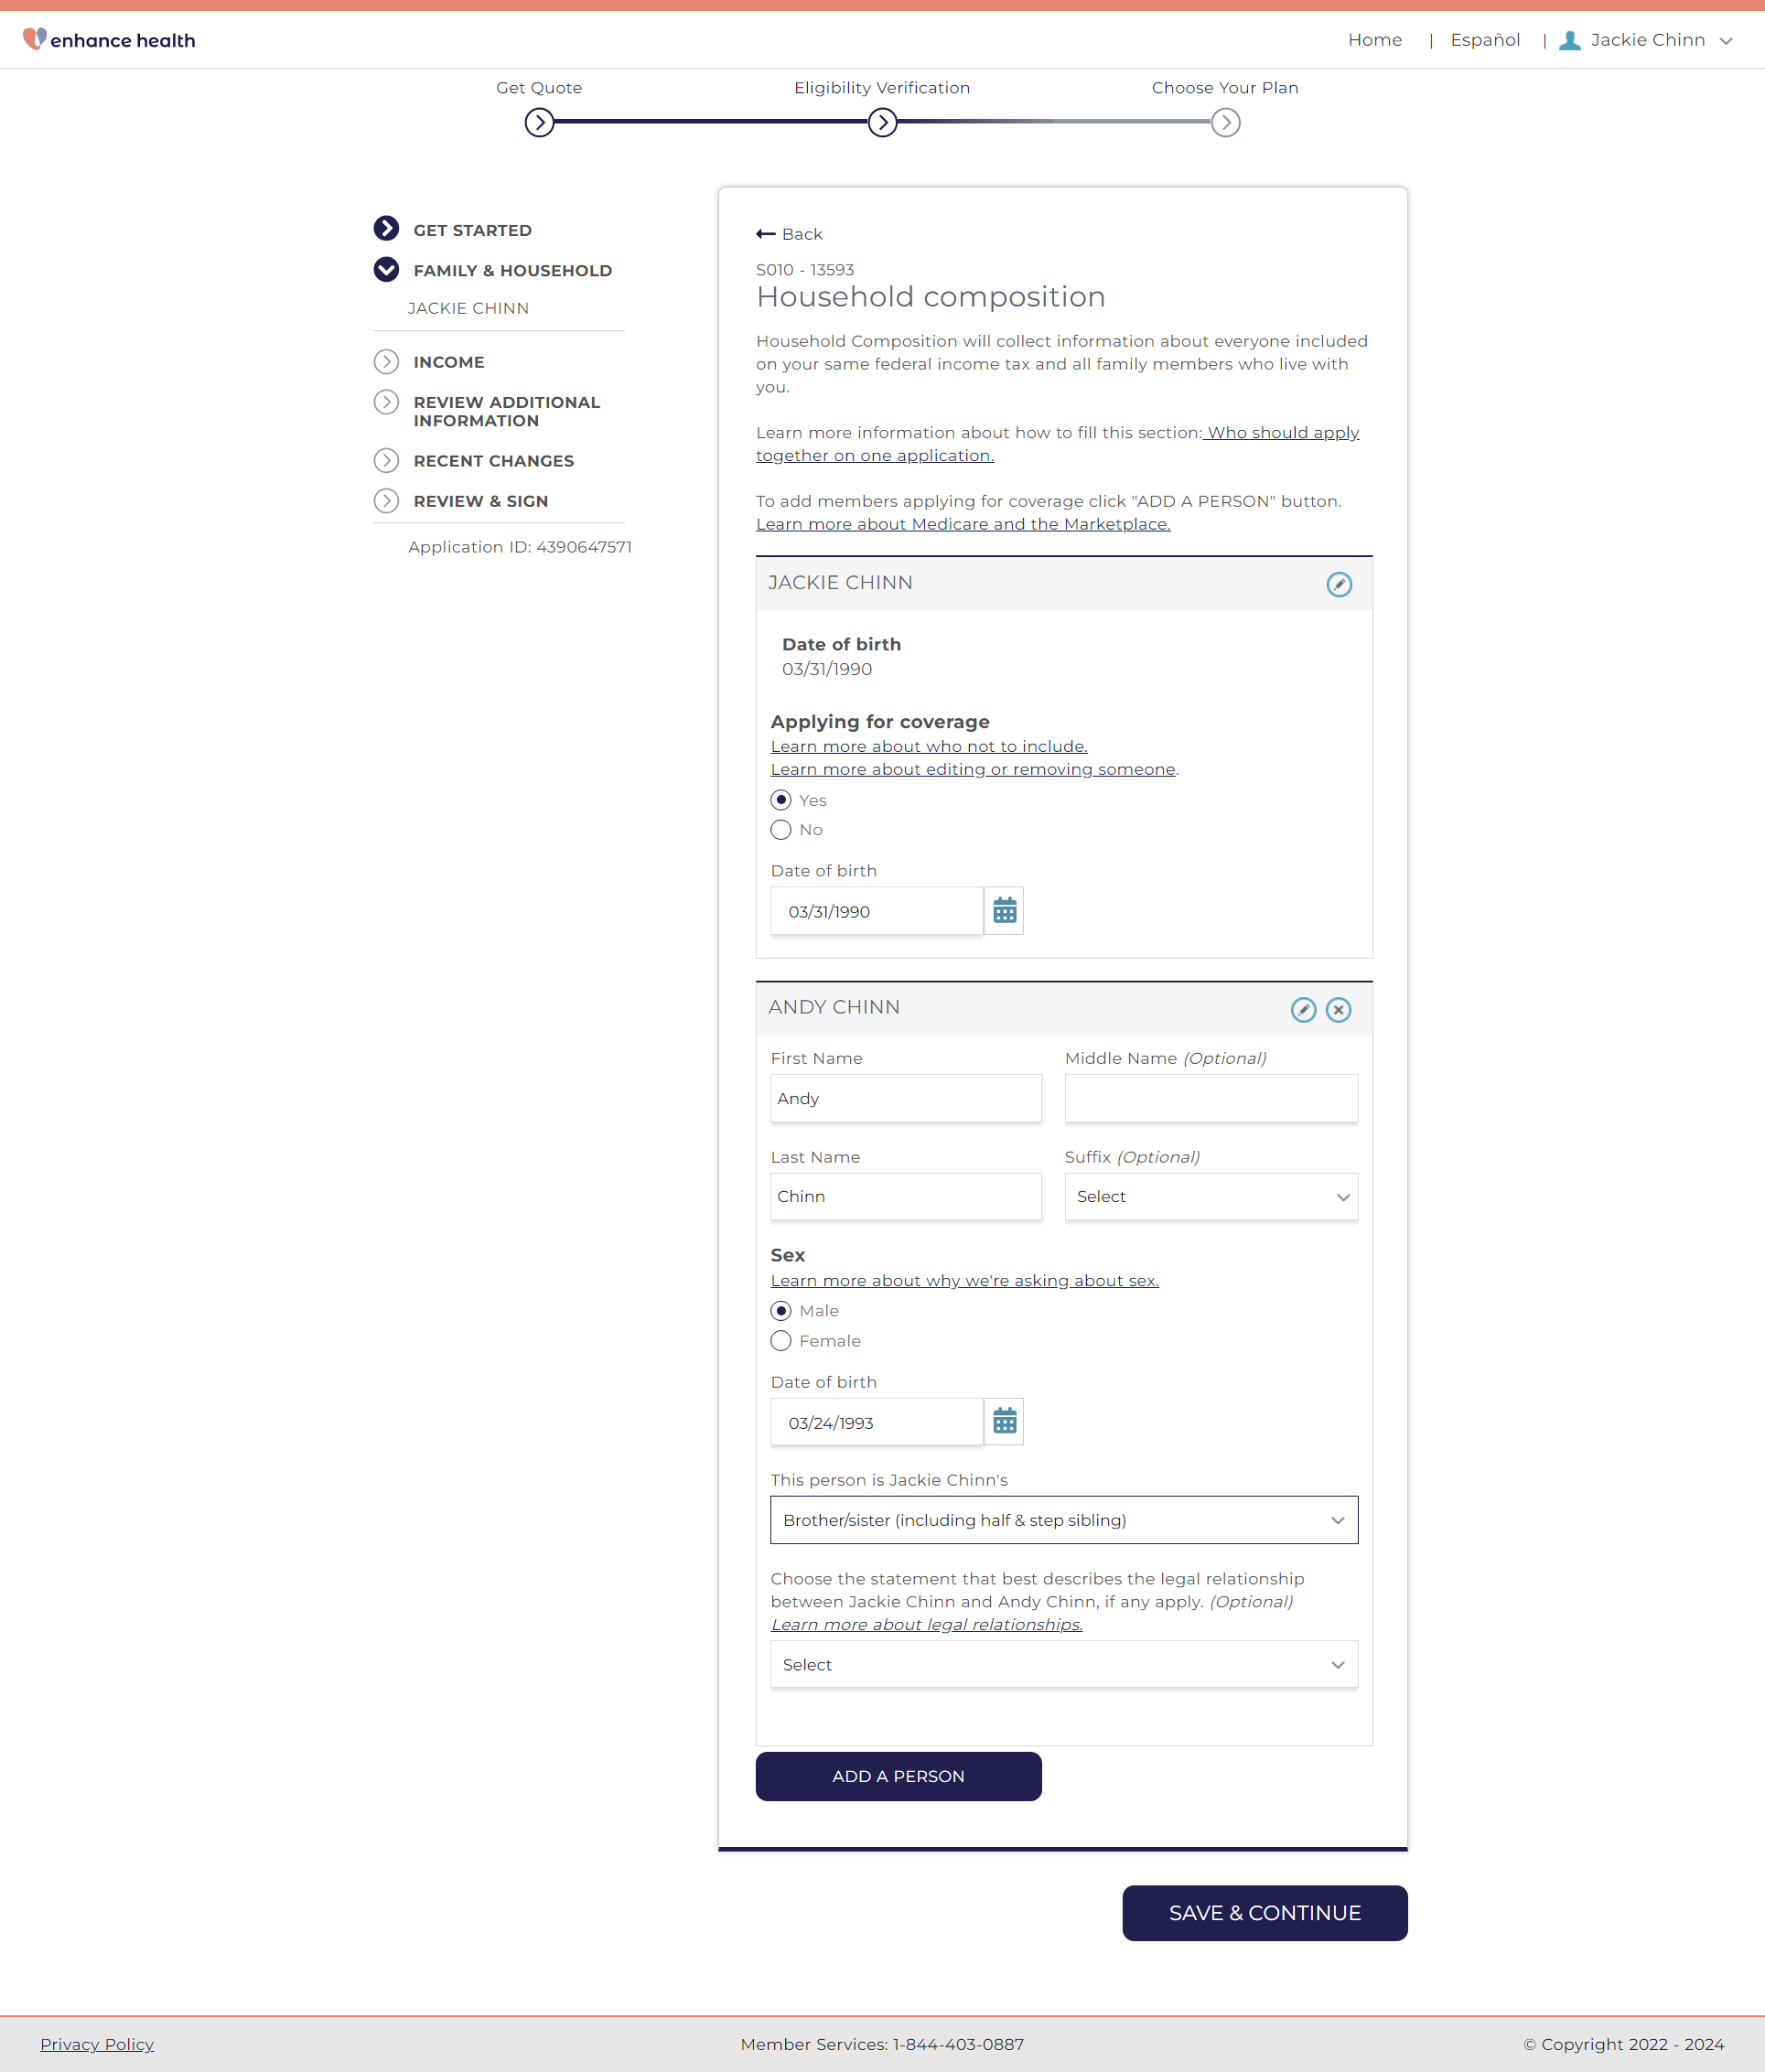 enhance health
Home | Español | Jackie Chinn
Get Quote
Eligibility Verification
Choose Your Plan
GET STARTED
FAMILY & HOUSEHOLD
JACKIE CHINN
INCOME
REVIEW ADDITIONAL
INFORMATION
RECENT CHANGES
REVIEW & SIGN
Application ID: 4390647571
Back
S010 - 13593
Household composition
Household Composition will collect information about everyone included
on your same federal income tax and all family members who live with
you.
Learn more information about how to fill this section: Who should apply
together on one application.
To add members applying for coverage click "ADD A PERSON" button.
Learn more about Medicare and the Marketplace.
JACKIE CHINN
Date of birth
03/31/1990
Applying for coverage
Learn more about who not to include.
Learn more about editing or removing someone.
Yes
No
Date of birth
03/31/1990
ANDY CHINN
First Name
Middle Name (Optional)
Andy
Last Name
Suffix (Optional)
Chinn
Select
Sex
Learn more about why we're asking about sex.
Male
Female
Date of birth
03/24/1993
This person is Jackie Chinn's
Brother/sister (including half & step sibling)
Choose the statement that best describes the legal relationship
between Jackie Chinn and Andy Chinn, if any apply. (Optional)
Learn more about legal relationships.
Select
ADD A PERSON
SAVE & CONTINUE
Privacy Policy
Member Services: 1-844-403-0887
© Copyright 2022 - 2024